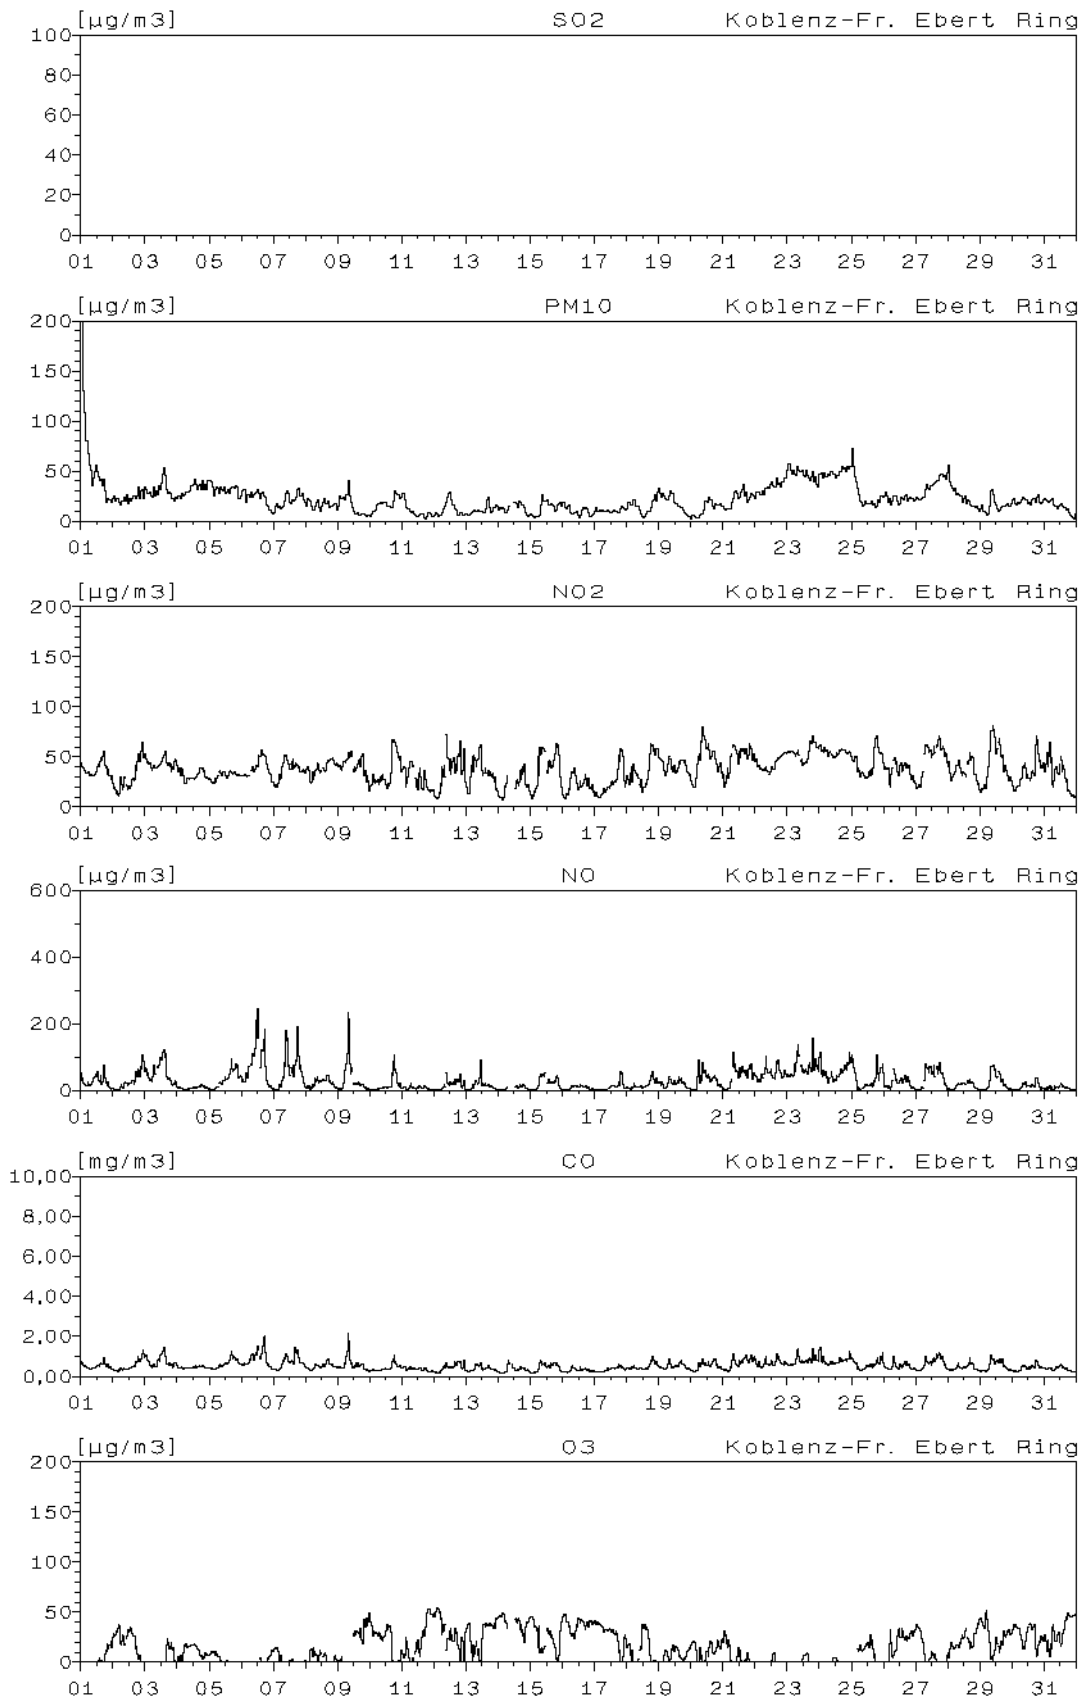 [µg/m3] SO2 Koblenz-Fr. Ebert Ring
100
80
60
40
20
0
01 03 05 07 09 11 13 15 17 19 21 23 25 27 29 31
[µg/m3] PM10 Koblenz-Fr. Ebert Ring
200
150
100
50
0
01 03 05 07 09 11 13 15 17 19 21 23 25 27 29 31
[µg/m3] NO2 Koblenz-Fr. Ebert Ring
200
150
100
50
0
01 03 05 07 09 11 13 15 17 19 21 23 25 27 29 31
[µg/m3] NO Koblenz-Fr. Ebert Ring
600
400
200
0
01 03 05 07 09 11 13 15 17 19 21 23 25 27 29 31
[mg/m3] CO Koblenz-Fr. Ebert Ring
10,00
8,00
6,00
4,00
2,00
0,00
01 03 05 07 09 11 13 15 17 19 21 23 25 27 29 31
[µg/m3] O3 Koblenz-Fr. Ebert Ring
200
150
100
50
0
01 03 05 07 09 11 13 15 17 19 21 23 25 27 29 31